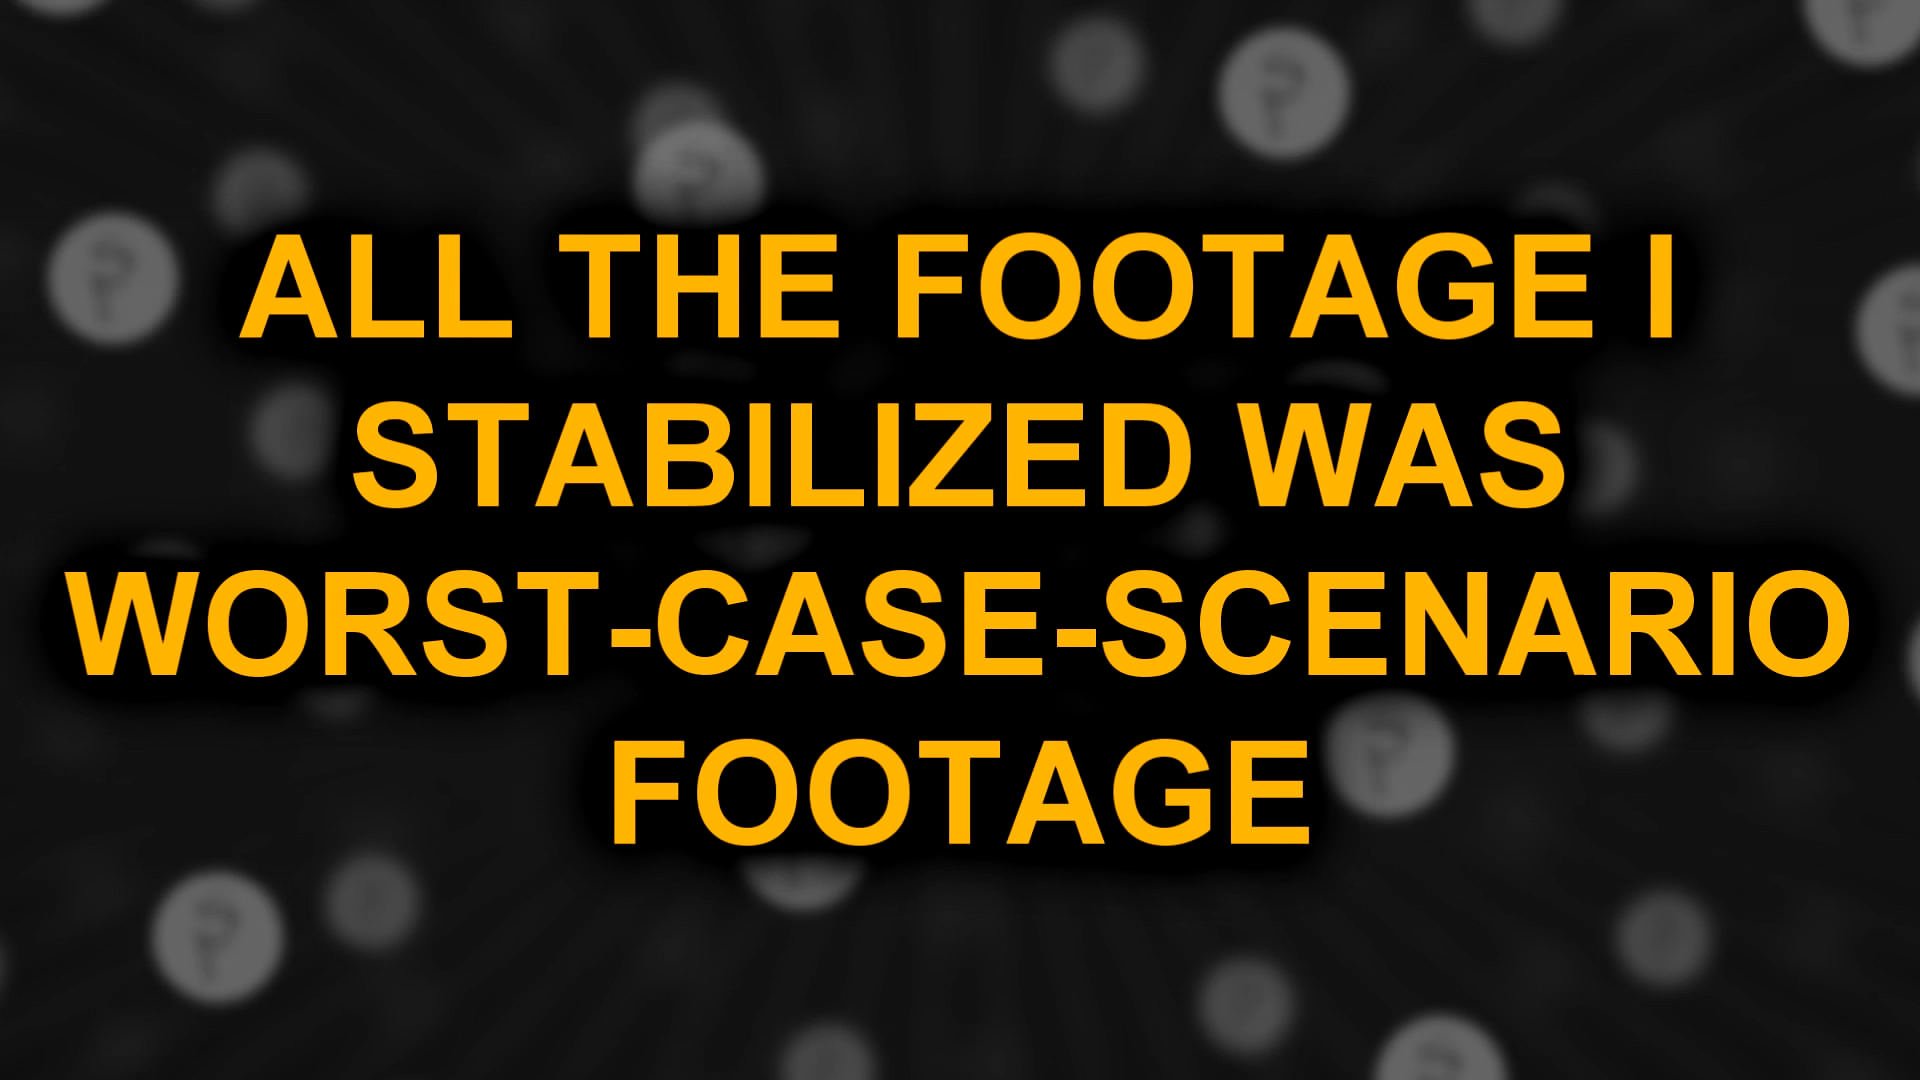 ALL THE FOOTAGE I
STABILIZED WAS
WORST-CASE-SCENARIO
FOOTAGE